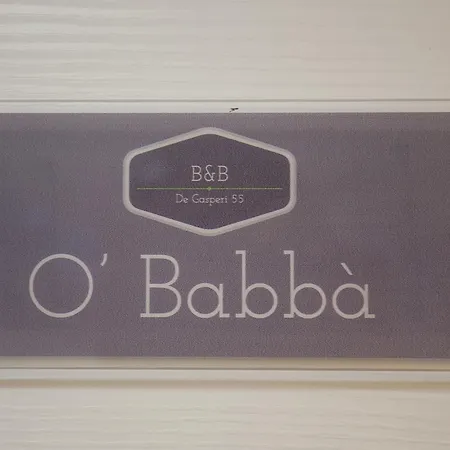 B&B
De Gasperi 55
O' Babbà